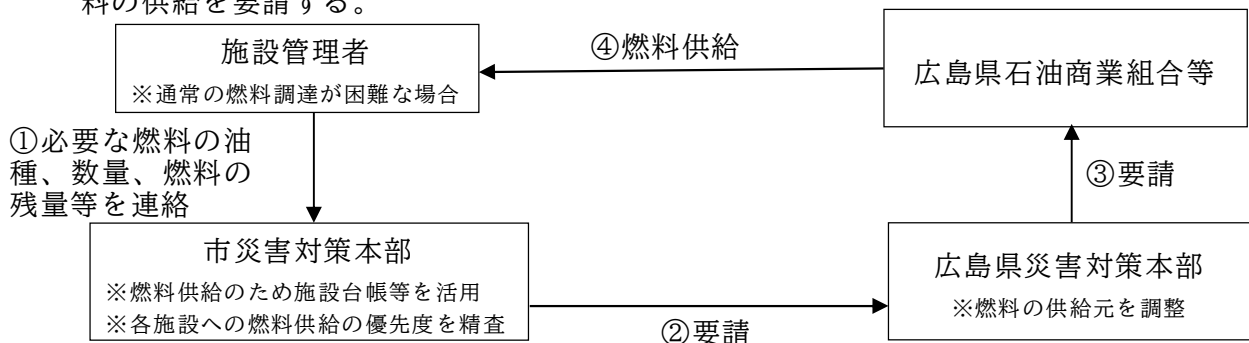 料の供給を要請する。
施設管理者
※通常の燃料調達が困難な場合
④燃料供給
広島県石油商業組合等
①必要な燃料の油
種、数量、燃料の
残量等を連絡
③要請
市災害対策本部
※燃料供給のため施設台帳等を活用
※各施設への燃料供給の優先度を精査
②要請
広島県災害対策本部
※燃料の供給元を調整